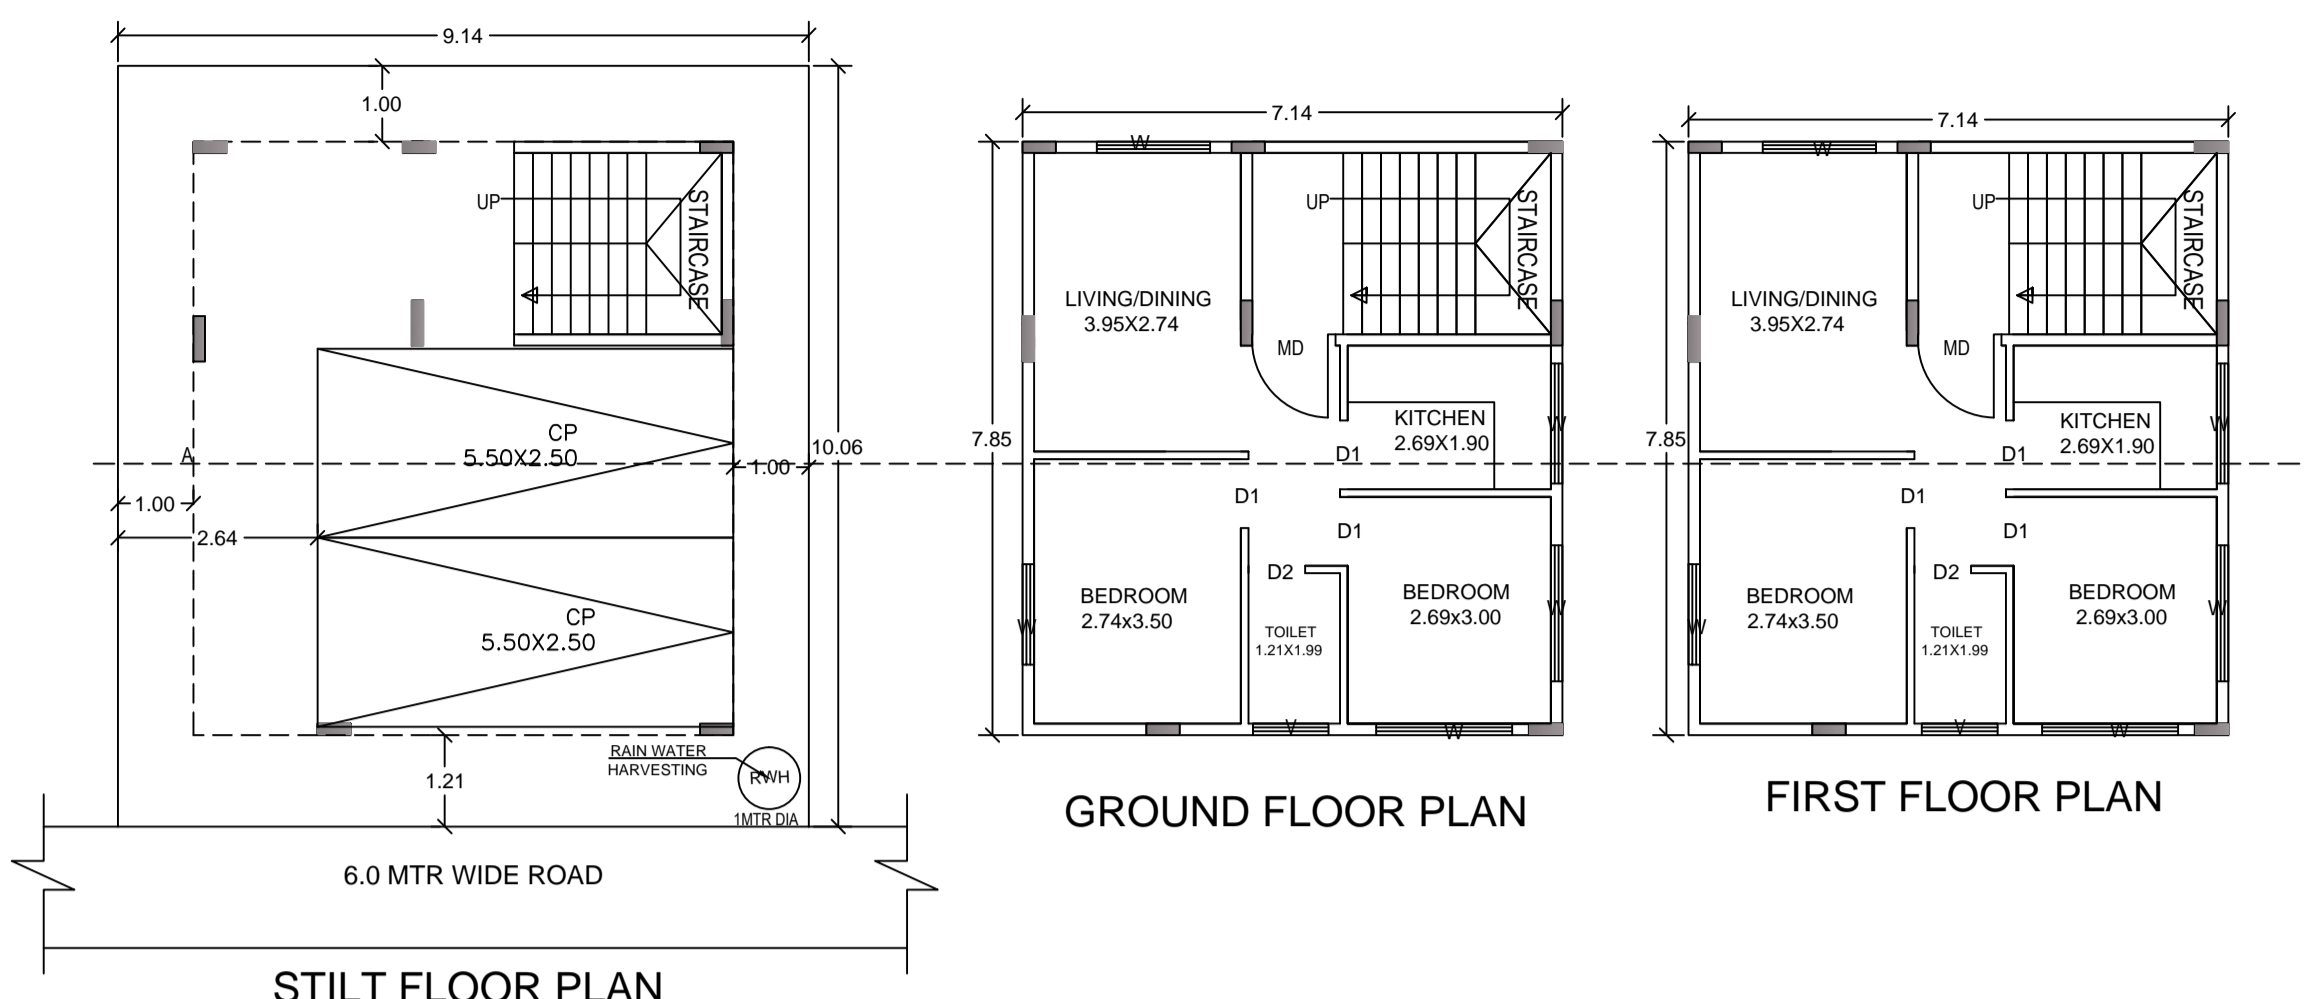 9.14
1.00
UP
STAIRCASE
CP
5.50X2.50
A
10.06
1.00
1.00
2.64
CP
5.50X2.50
RAIN WATER
HARVESTING
RWH
1.21
1MTR DIA
6.0 MTR WIDE ROAD
STILT FLOOR PLAN
7.14
W
UP
STAIRCASE
LIVING/DINING
3.95X2.74
MD
7.85
KITCHEN
2.69X1.90
W
D1
D1
D1
D2
BEDROOM
2.74x3.50
W
BEDROOM
2.69x3.00
W
TOILET
1.21X1.99
V
W
GROUND FLOOR PLAN
7.14
W
UP
STAIRCASE
LIVING/DINING
3.95X2.74
MD
7.85
KITCHEN
2.69X1.90
W
D1
D1
D1
D2
BEDROOM
2.74x3.50
W
BEDROOM
2.69x3.00
W
TOILET
1.21X1.99
V
W
FIRST FLOOR PLAN